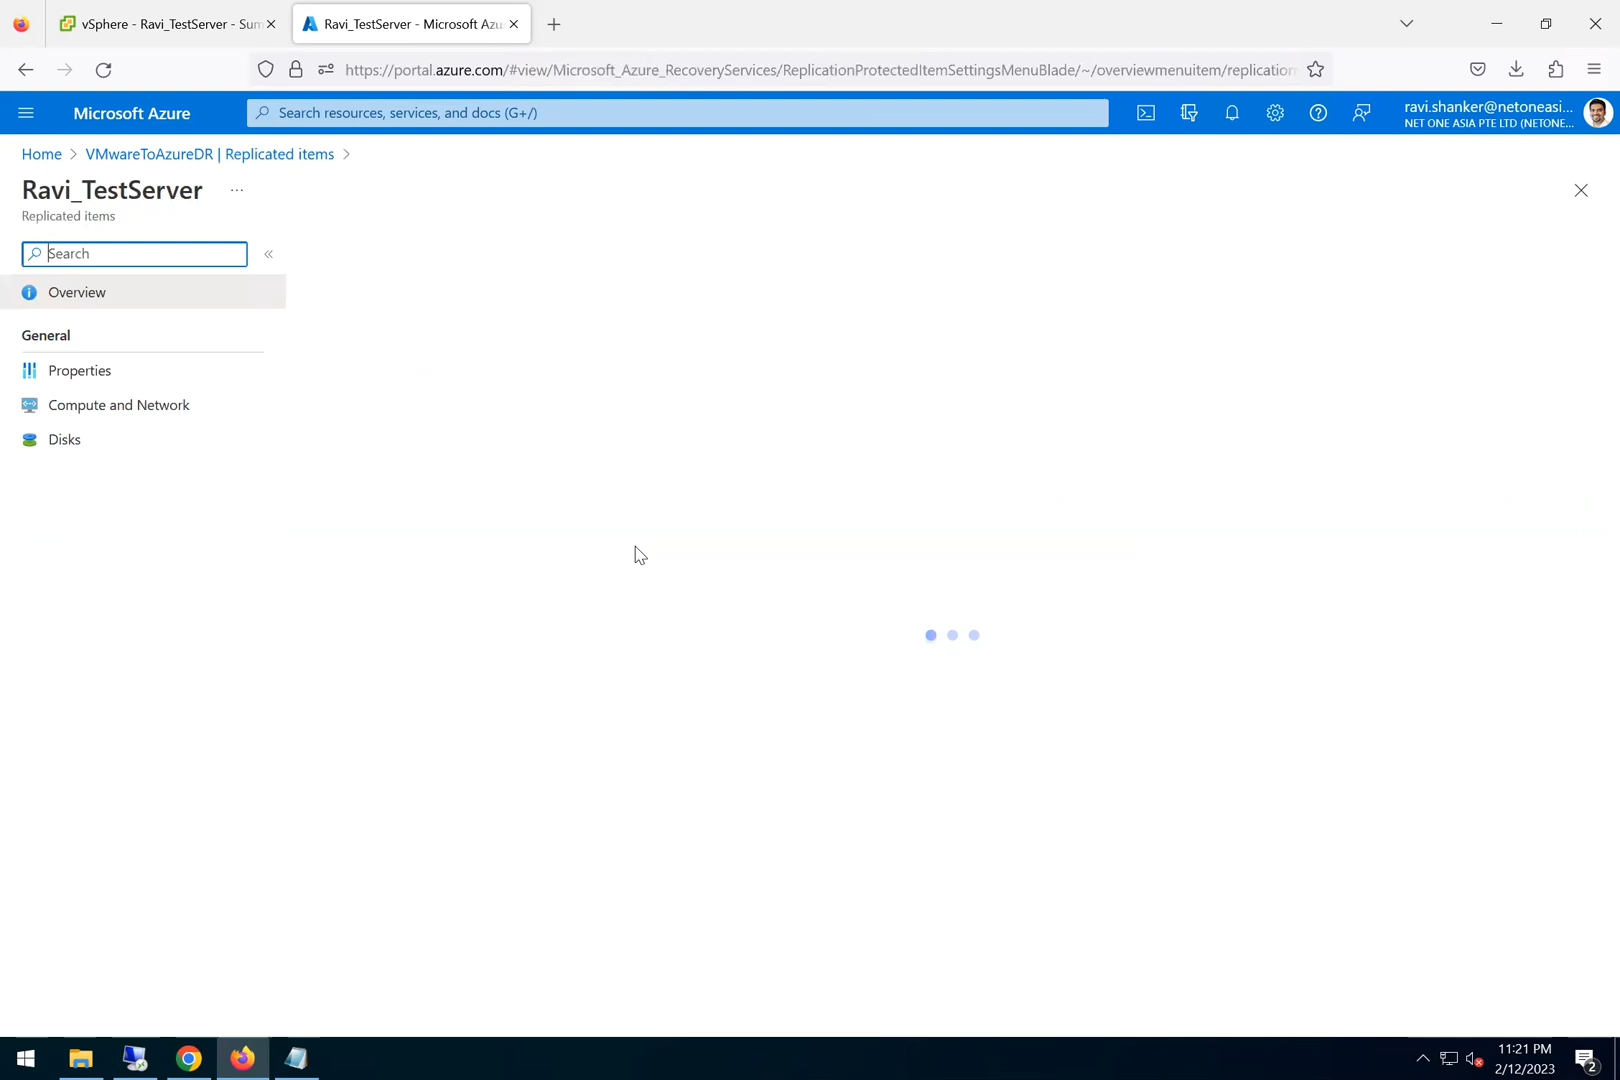 vSphere - Ravi_TestServer - Sum
Ravi_TestServer - Microsoft Azu
https://portal.azure.com/#view/Microsoft_Azure_RecoveryServices/ReplicationProtectedItemSettingsMenuBlade/~/overviewmenuitem/replication
Microsoft Azure
Search resources, services, and docs (G+/)
ravi.shanker@netoneasi...
NET ONE ASIA PTE LTD (NETONE...
Home > VMwareToAzureDR | Replicated items >
Ravi_TestServer ...
Replicated items
Search
«
Overview
General
Properties
Compute and Network
Disks
11:21 PM
2/12/2023
2